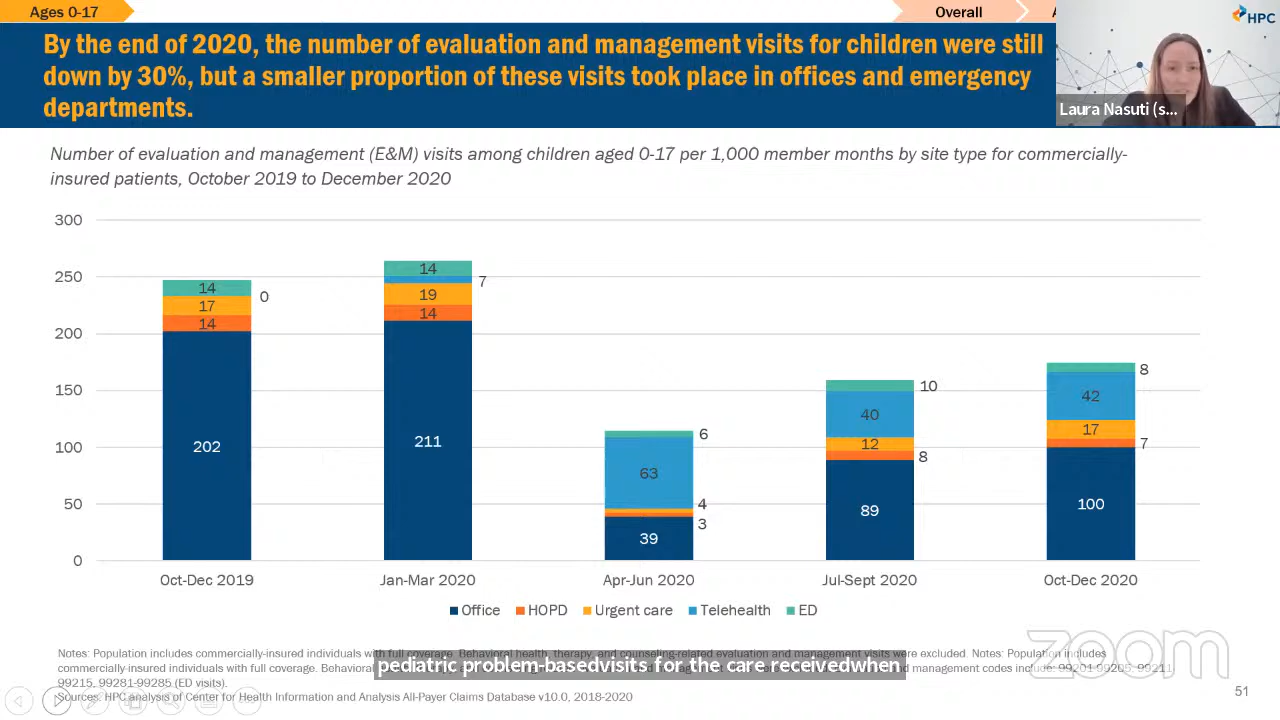 Ages 0-17
Overall
HPC
By the end of 2020, the number of evaluation and management visits for children were still
down by 30%, but a smaller proportion of these visits took place in offices and emergency
departments.
Laura Nasuti (s...
Number of evaluation and management (E&M) visits among children aged 0-17 per 1,000 member months by site type for commercially-
insured patients, October 2019 to December 2020
300
250
200
150
100
50
0
14
0
17
14
202
14
7
19
14
211
6
63
4
3
39
10
40
12
8
89
8
42
17
7
100
Oct-Dec 2019
Jan-Mar 2020
Apr-Jun 2020
Jul-Sept 2020
Oct-Dec 2020
Office
HOPD
Urgent care
Telehealth
ED
Notes: Population includes commercially-insured individuals with full coverage. Behavioral health, therapy, and counseling-related evaluation and management visits were excluded. Notes: Population includes
commercially-insured individuals with full coverage. Behavioral management codes include: 99201-99205, 99211
99215, 99281-99285 (ED visits).
pediatric problem-basedvisits for the care receivedwhen
Sources: HPC analysis of Center for Health Information and Analysis All-Payer Claims Database v10.0, 2018-2020
zoom
51